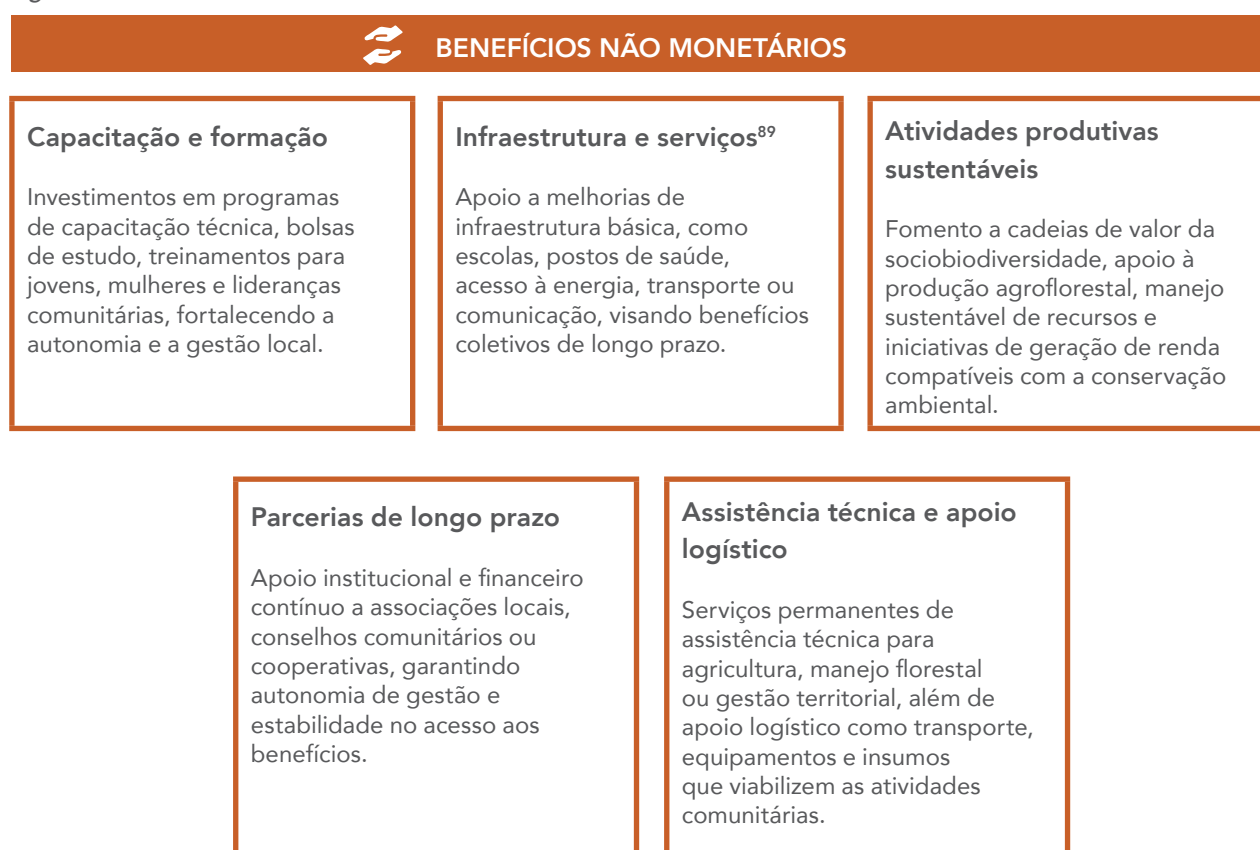 BENEFÍCIOS NÃO MONETÁRIOS
Capacitação e formação
Investimentos em programas
de capacitação técnica, bolsas
de estudo, treinamentos para
jovens, mulheres e lideranças
comunitárias, fortalecendo a
autonomia e a gestão local.
Infraestrutura e serviços⁸⁹
Apoio a melhorias de
infraestrutura básica, como
escolas, postos de saúde,
acesso à energia, transporte ou
comunicação, visando benefícios
coletivos de longo prazo.
Atividades produtivas
sustentáveis
Fomento a cadeias de valor da
sociobiodiversidade, apoio à
produção agroflorestal, manejo
sustentável de recursos e
iniciativas de geração de renda
compatíveis com a conservação
ambiental.
Parcerias de longo prazo
Apoio institucional e financeiro
contínuo a associações locais,
conselhos comunitários ou
cooperativas, garantindo
autonomia de gestão e
estabilidade no acesso aos
benefícios.
Assistência técnica e apoio
logístico
Serviços permanentes de
assistência técnica para
agricultura, manejo florestal
ou gestão territorial, além de
apoio logístico como transporte,
equipamentos e insumos
que viabilizem as atividades
comunitárias.